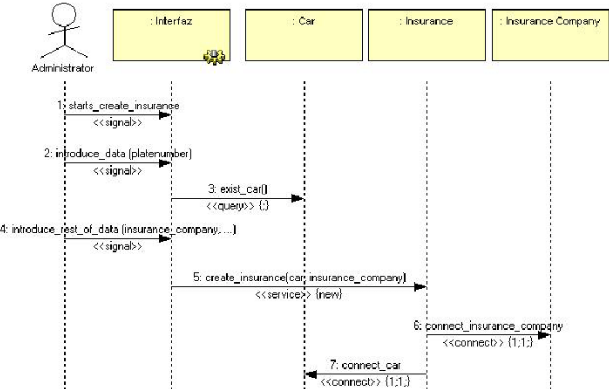 : Interfaz
: Car
: Insurance
: Insurance Company
Administrator
1: starts_create_insurance
<<signal>>
2: introduce_data (platenumber)
<<signal>>
3: exist_car()
<<query>> {;}
4: introduce_rest_of_data (insurance_company, ...)
<<signal>>
5: create_insurance(car, insurance_company)
<<service>> {new}
6: connect_insurance_company
<<connect>> {1;1;}
7: connect_car
<<connect>> {1;1;}